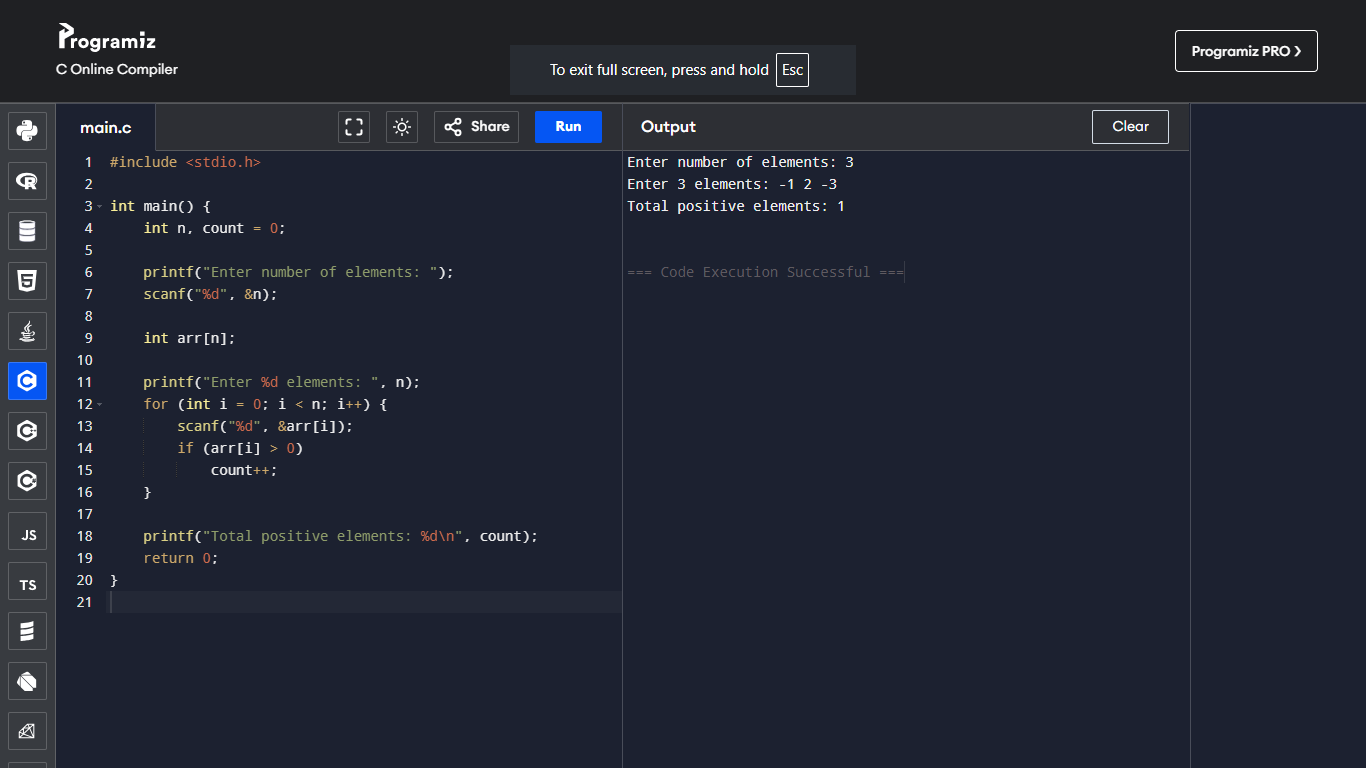 Programiz
C Online Compiler
To exit full screen, press and hold Esc
Programiz PRO >
main.c
Share
Run
Output
Clear
1 #include <stdio.h>
2
3 int main() {
4     int n, count = 0;
5
6     printf("Enter number of elements: ");
7     scanf("%d", &n);
8
9     int arr[n];
10
11     printf("Enter %d elements: ", n);
12     for (int i = 0; i < n; i++) {
13         scanf("%d", &arr[i]);
14         if (arr[i] > 0)
15             count++;
16     }
17
18     printf("Total positive elements: %d\n", count);
19     return 0;
20 }
21
Enter number of elements: 3
Enter 3 elements: -1 2 -3
Total positive elements: 1
=== Code Execution Successful ===
JS
TS